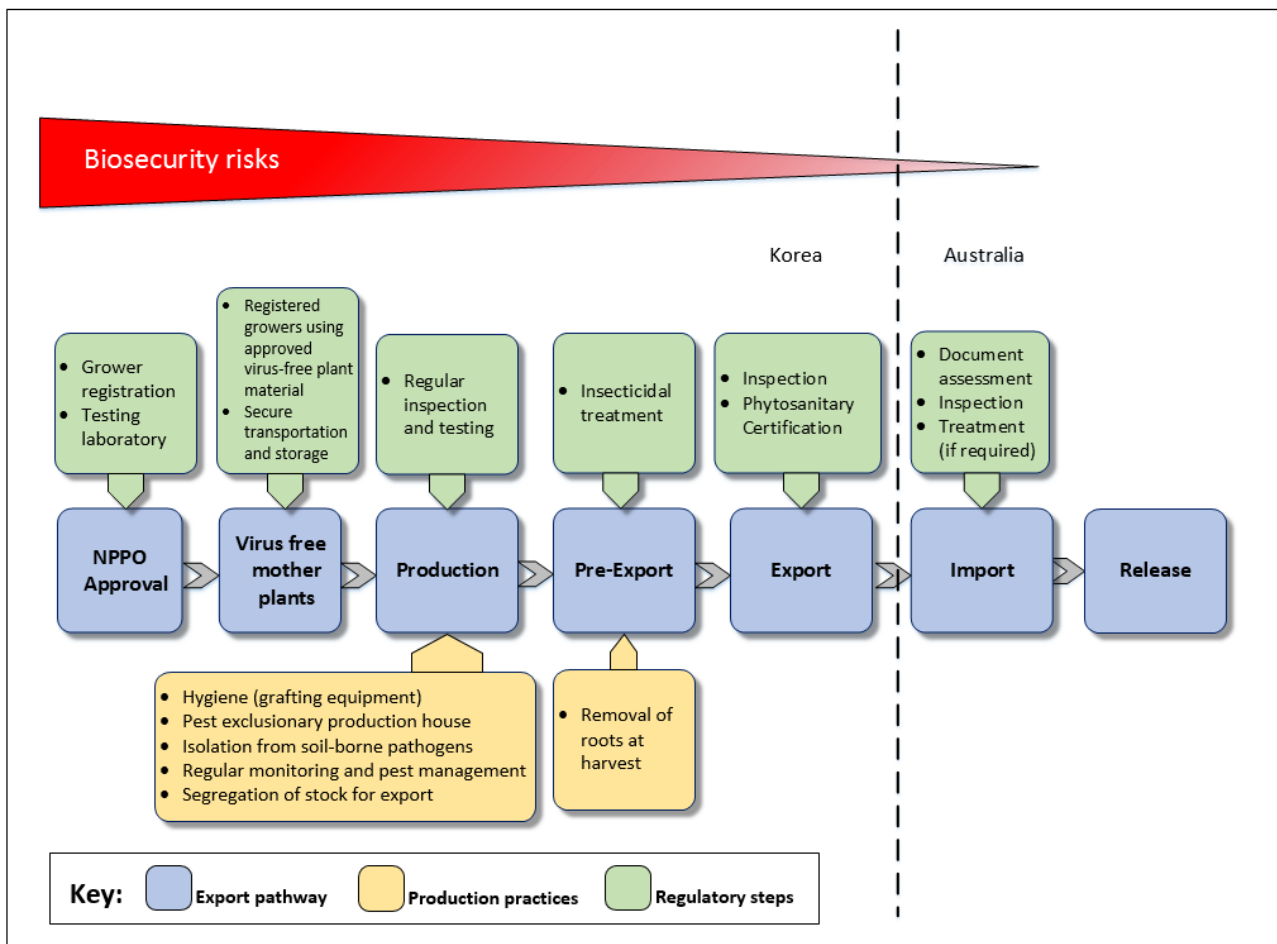 Biosecurity risks
Korea
Australia
• Grower
registration
• Testing
laboratory
• Registered
growers using
approved
virus-free plant
material
• Secure
transportation
and storage
• Regular
inspection
and testing
• Insecticidal
treatment
• Inspection
• Phytosanitary
Certification
• Document
assessment
• Inspection
• Treatment
(if required)
NPPO
Approval
Virus free
mother
plants
Production
Pre-Export
Export
Import
Release
• Hygiene (grafting equipment)
• Pest exclusionary production house
• Isolation from soil-borne pathogens
• Regular monitoring and pest management
• Segregation of stock for export
• Removal of
roots at
harvest
Key:
Export pathway
Production practices
Regulatory steps